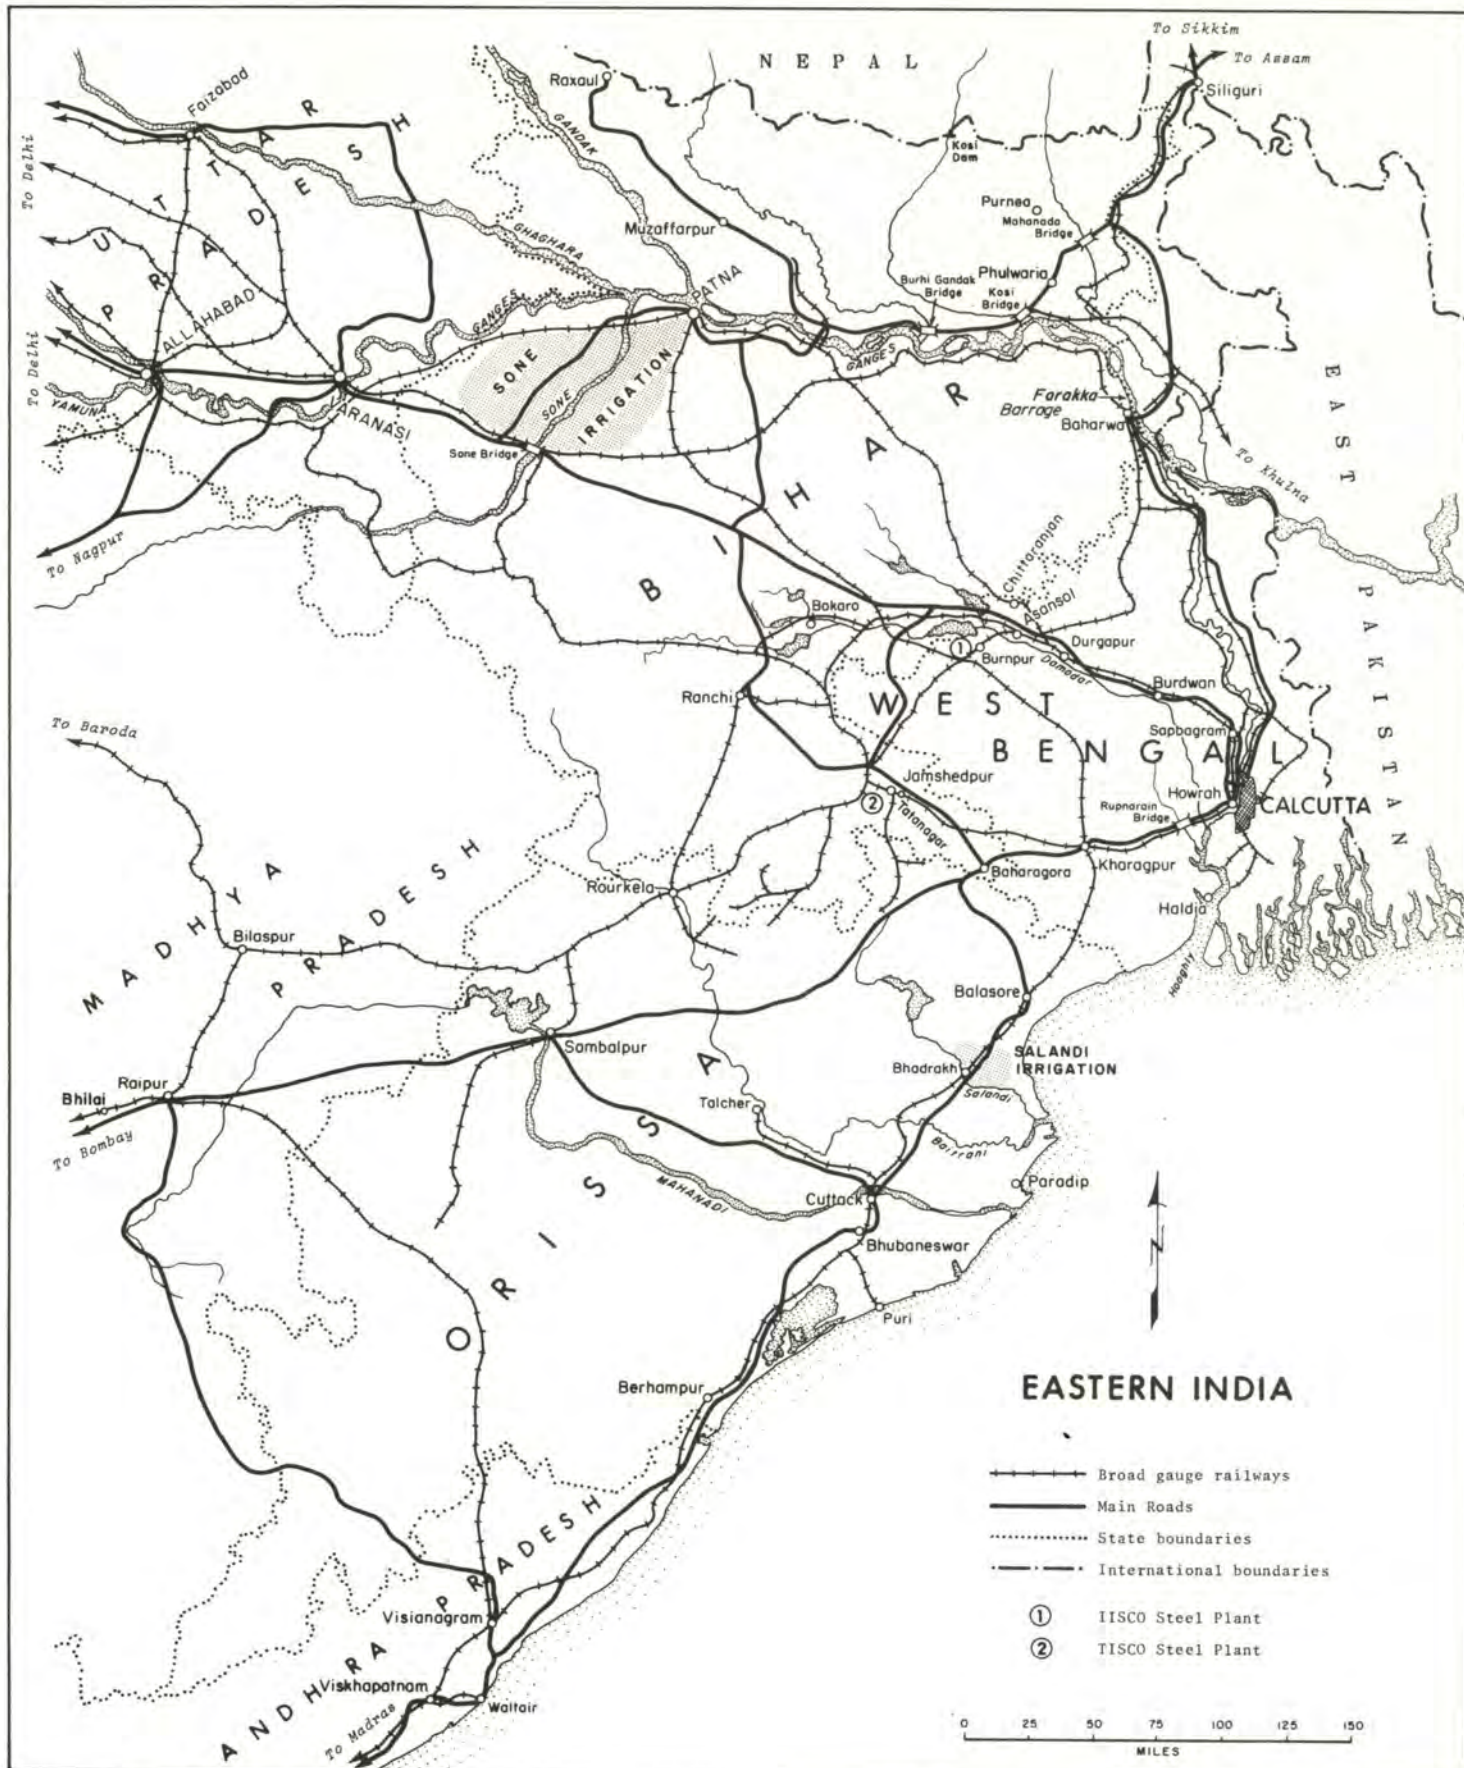 To Sikkim
To Assam
NEPAL
Raxaul
Siliguri
Faizabad
GANDAK
Kosi
Dam
To Delhi
UTTAR
PRADESH
Purnea
Mahanada
Bridge
Muzaffarpur
GHAGHARA
Phulwaria
Burhi Gandak
Bridge
Kosi
Bridge
PATNA
GANGES
ALLAHABAD
GANGES
To Delhi
YAMUNA
VARANASI
SONE
IRRIGATION
SONE
Sone Bridge
Farakka
Barrage
Baharwa
EAST
PAKISTAN
To Khulna
BIHAR
To Nagpur
Chittaranjan
Asansol
Bokaro
1
Burnpur
Durgapur
Damodar
Burdwan
Ranchi
WEST
BENGAL
Sapbagram
To Baroda
Jamshedpur
2
Tatanagar
Howrah
CALCUTTA
Rupnarain
Bridge
Kharagpur
Baharagora
Rourkela
Haldia
Hooghly
MADHYA
PRADESH
Bilaspur
Balasore
Sambalpur
SALANDI
IRRIGATION
Bhadrakh
Salandi
Raipur
Bhilai
To Bombay
Talcher
Baitrani
Paradip
MAHANADI
Cuttack
Bhubaneswar
ORISSA
Puri
N
Berhampur
EASTERN INDIA
Broad gauge railways
Main Roads
State boundaries
International boundaries
1 IISCO Steel Plant
2 TISCO Steel Plant
ANDHRA PRADESH
Visianagram
Viskhapatnam
Waltair
To Madras
0 25 50 75 100 125 150
MILES